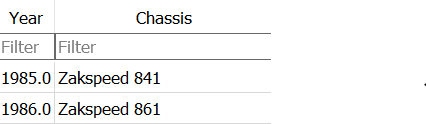 Year Chassis
Filter Filter
1985.0 Zakspeed 841
1986.0 Zakspeed 861